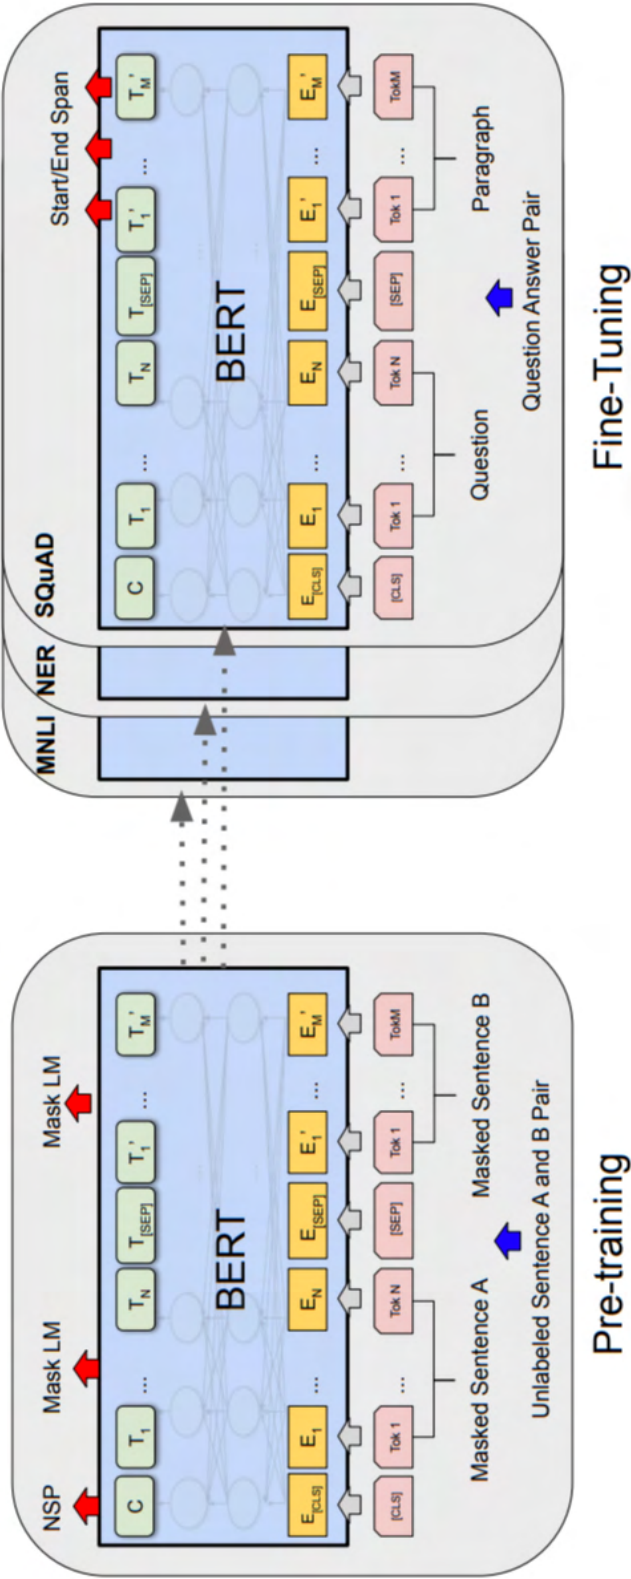 NSP Mask LM Mask LM
C T1 ... TN T[SEP] T1' ... TM'
BERT
E[CLS] E1 ... EN E[SEP] E1' ... EM'
[CLS] Tok 1 ... Tok N [SEP] Tok 1 ... TokM
Masked Sentence A Masked Sentence B
Unlabeled Sentence A and B Pair
Pre-training
MNLI NER SQuAD
Start/End Span
C T1 ... TN T[SEP] T1' ... TM'
BERT
E[CLS] E1 ... EN E[SEP] E1' ... EM'
[CLS] Tok 1 ... Tok N [SEP] Tok 1 ... TokM
Question Paragraph
Question Answer Pair
Fine-Tuning